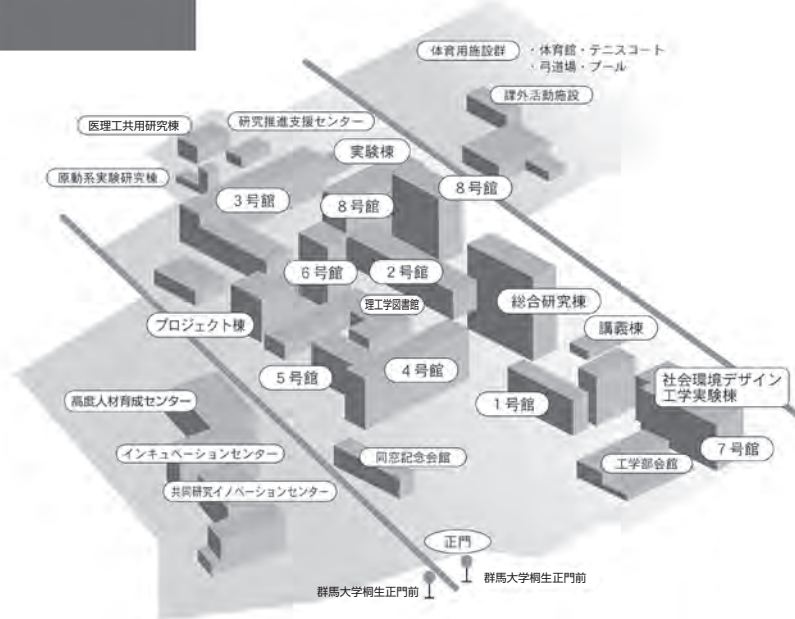 体育用施設群
・体育館・テニスコート
・弓道場・プール
課外活動施設
医理工共用研究棟
研究推進支援センター
実験棟
原動系実験研究棟
3号館
8号館
8号館
6号館
2号館
理工学図書館
総合研究棟
プロジェクト棟
講義棟
5号館
4号館
社会環境デザイン
工学実験棟
高度人材育成センター
1号館
インキュベーションセンター
同窓記念会館
工学部会館
7号館
共同研究イノベーションセンター
正門
群馬大学桐生正門前
群馬大学桐生正門前